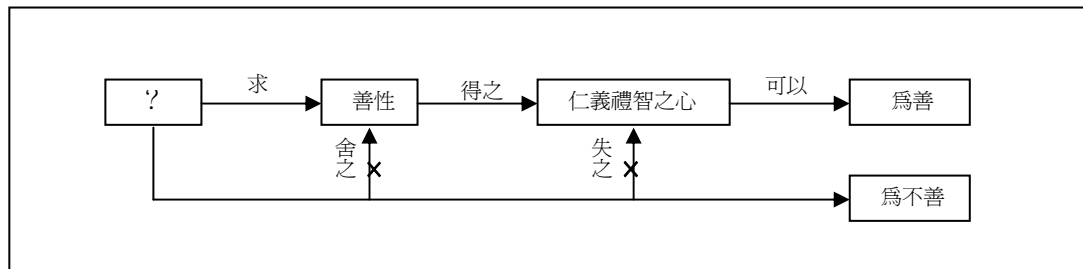 ?
求
善性
得之
仁義禮智之心
可以
爲善
舍之
失之
爲不善